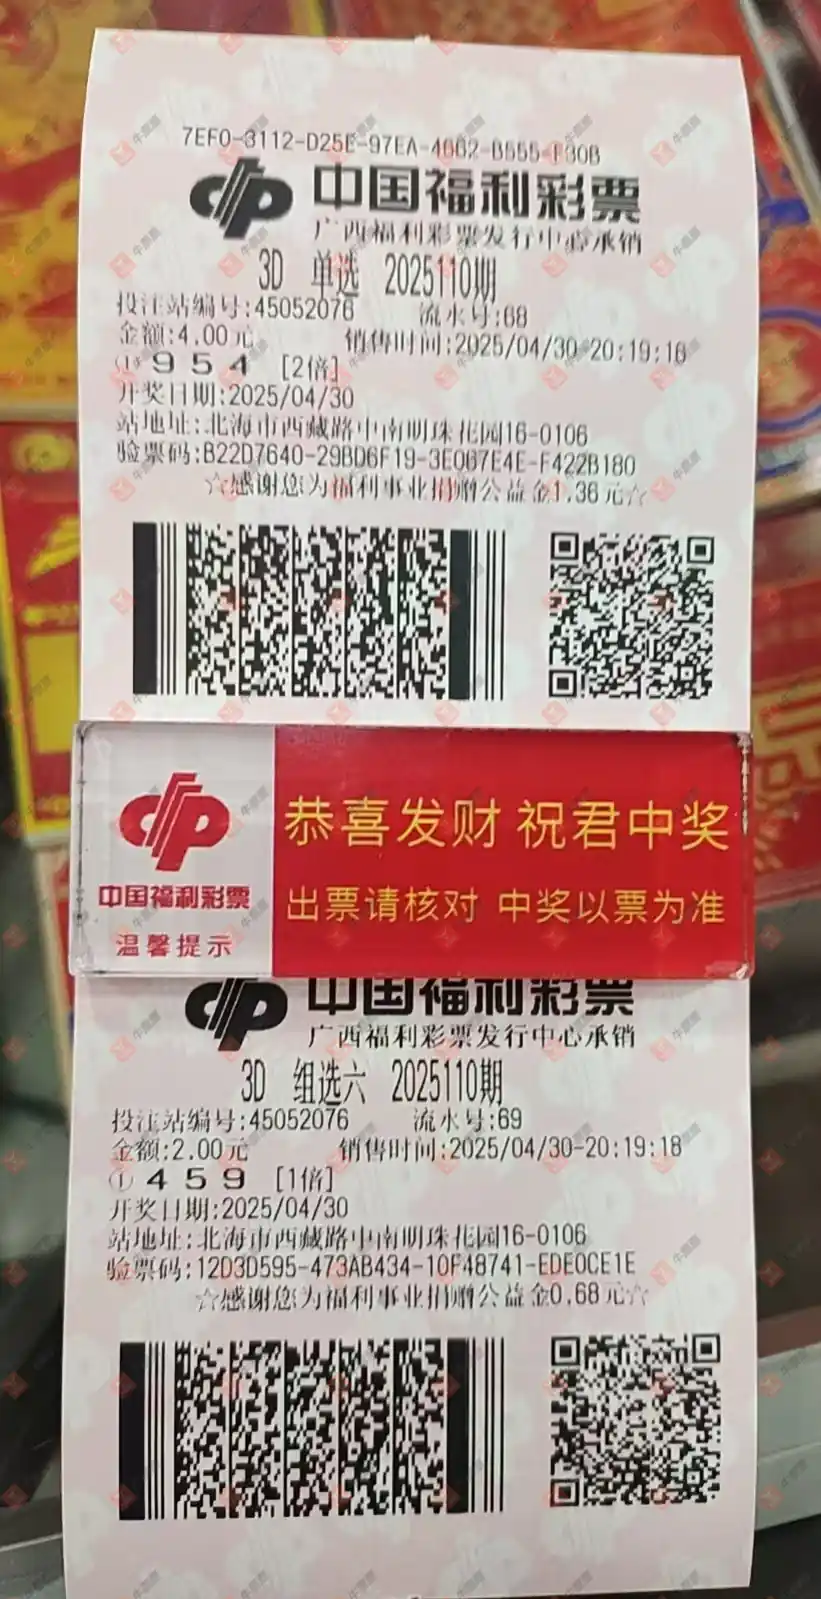 7EF0-3112-D25E-97EA-4662-B555-F30B
中国福利彩票
广西福利彩票发行中心承销
3D 单选 2025110期
投注站编号:45052076 流水号:68
金额:4.00元 销售时间:2025/04/30-20:19:16
① 9 5 4 [2倍]
开奖日期:2025/04/30
站地址:北海市西藏路中南明珠花园16-0106
验票码:B22D7640-29BD6F19-3E067E4E-F422B180
☆感谢您为福利事业捐赠公益金1.36元☆
恭喜发财 祝君中奖
中国福利彩票
出票请核对 中奖以票为准
温馨提示
中国福利彩票
广西福利彩票发行中心承销
3D 组选六 2025110期
投注站编号:45052076 流水号:69
金额:2.00元 销售时间:2025/04/30-20:19:18
① 4 5 9 [1倍]
开奖日期:2025/04/30
站地址:北海市西藏路中南明珠花园16-0106
验票码:12D3D595-473AB434-10F48741-EDE0CE1E
☆感谢您为福利事业捐赠公益金0.68元☆